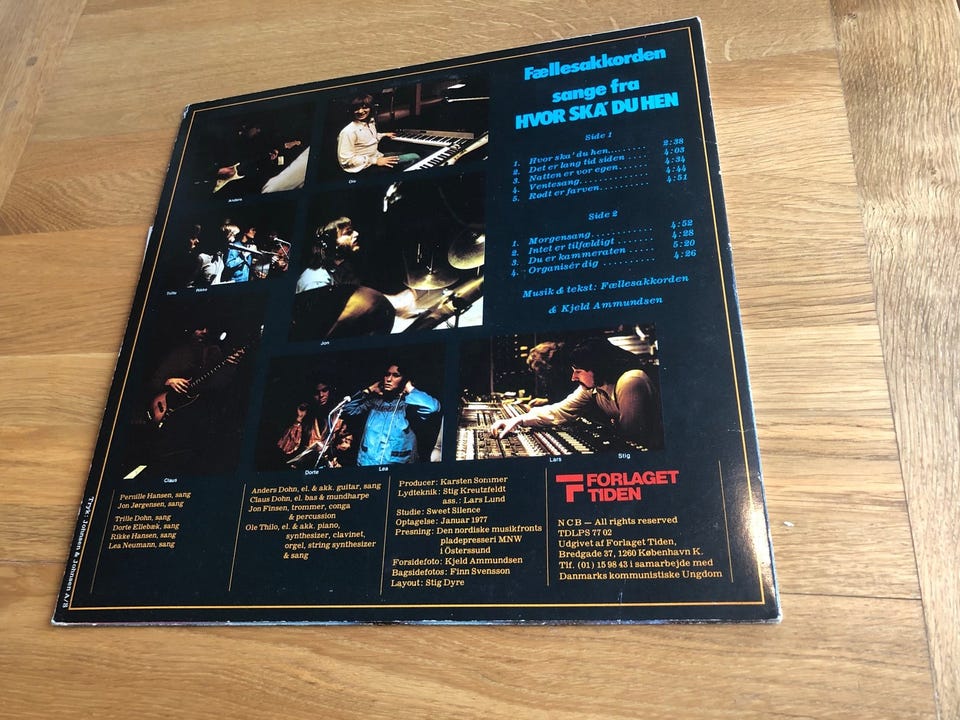 Fællesakkorden
sange fra
HVOR SKA' DU HEN
Side 1
1. Hvor ska' du hen......... 2:38
2. Det er lang tid siden..... 4:03
3. Natten er vor egen...... 4:34
4. Ventesang............... 4:44
5. Rødt er farven.......... 4:51
Side 2
1. Morgensang........... 4:52
2. Intet er tilfældigt....... 4:28
3. Du er kammeraten..... 5:20
4. Organisér dig.......... 4:26
Musik & tekst: Fællesakkorden
& Kjeld Ammundsen
Anders
Ole
Trille
Rikke
Jon
Claus
Dorte
Lea
Lars
Stig
Pernille Hansen, sang
Jon Jørgensen, sang
Trille Dohn, sang
Dorte Ellebæk, sang
Rikke Hansen, sang
Lea Neumann, sang
Anders Dohn, el. & akk. guitar, sang
Claus Dohn, el. bas & mundharpe
Jon Finsen, trommer, conga
& percussion
Ole Thilo, el. & akk. piano,
synthesizer, clavinet,
orgel, string synthesizer
& sang
Producer: Karsten Sommer
Lydteknik: Stig Kreutzfeldt
ass.: Lars Lund
Studie: Sweet Silence
Optagelse: Januar 1977
Presning: Den nordiske musikfronts
pladepresseri MNW
i Österssund
Forsidefoto: Kjeld Ammundsen
Bagsidefotos: Finn Svensson
Layout: Stig Dyre
FORLAGET
TIDEN
NCB — All rights reserved
TDLPS 77 02
Udgivet af Forlaget Tiden,
Bredgade 37, 1260 København K.
Tlf. (01) 15 98 43 i samarbejde med
Danmarks kommunistiske Ungdom
Tryk: Johnsen & Johnsen A/S